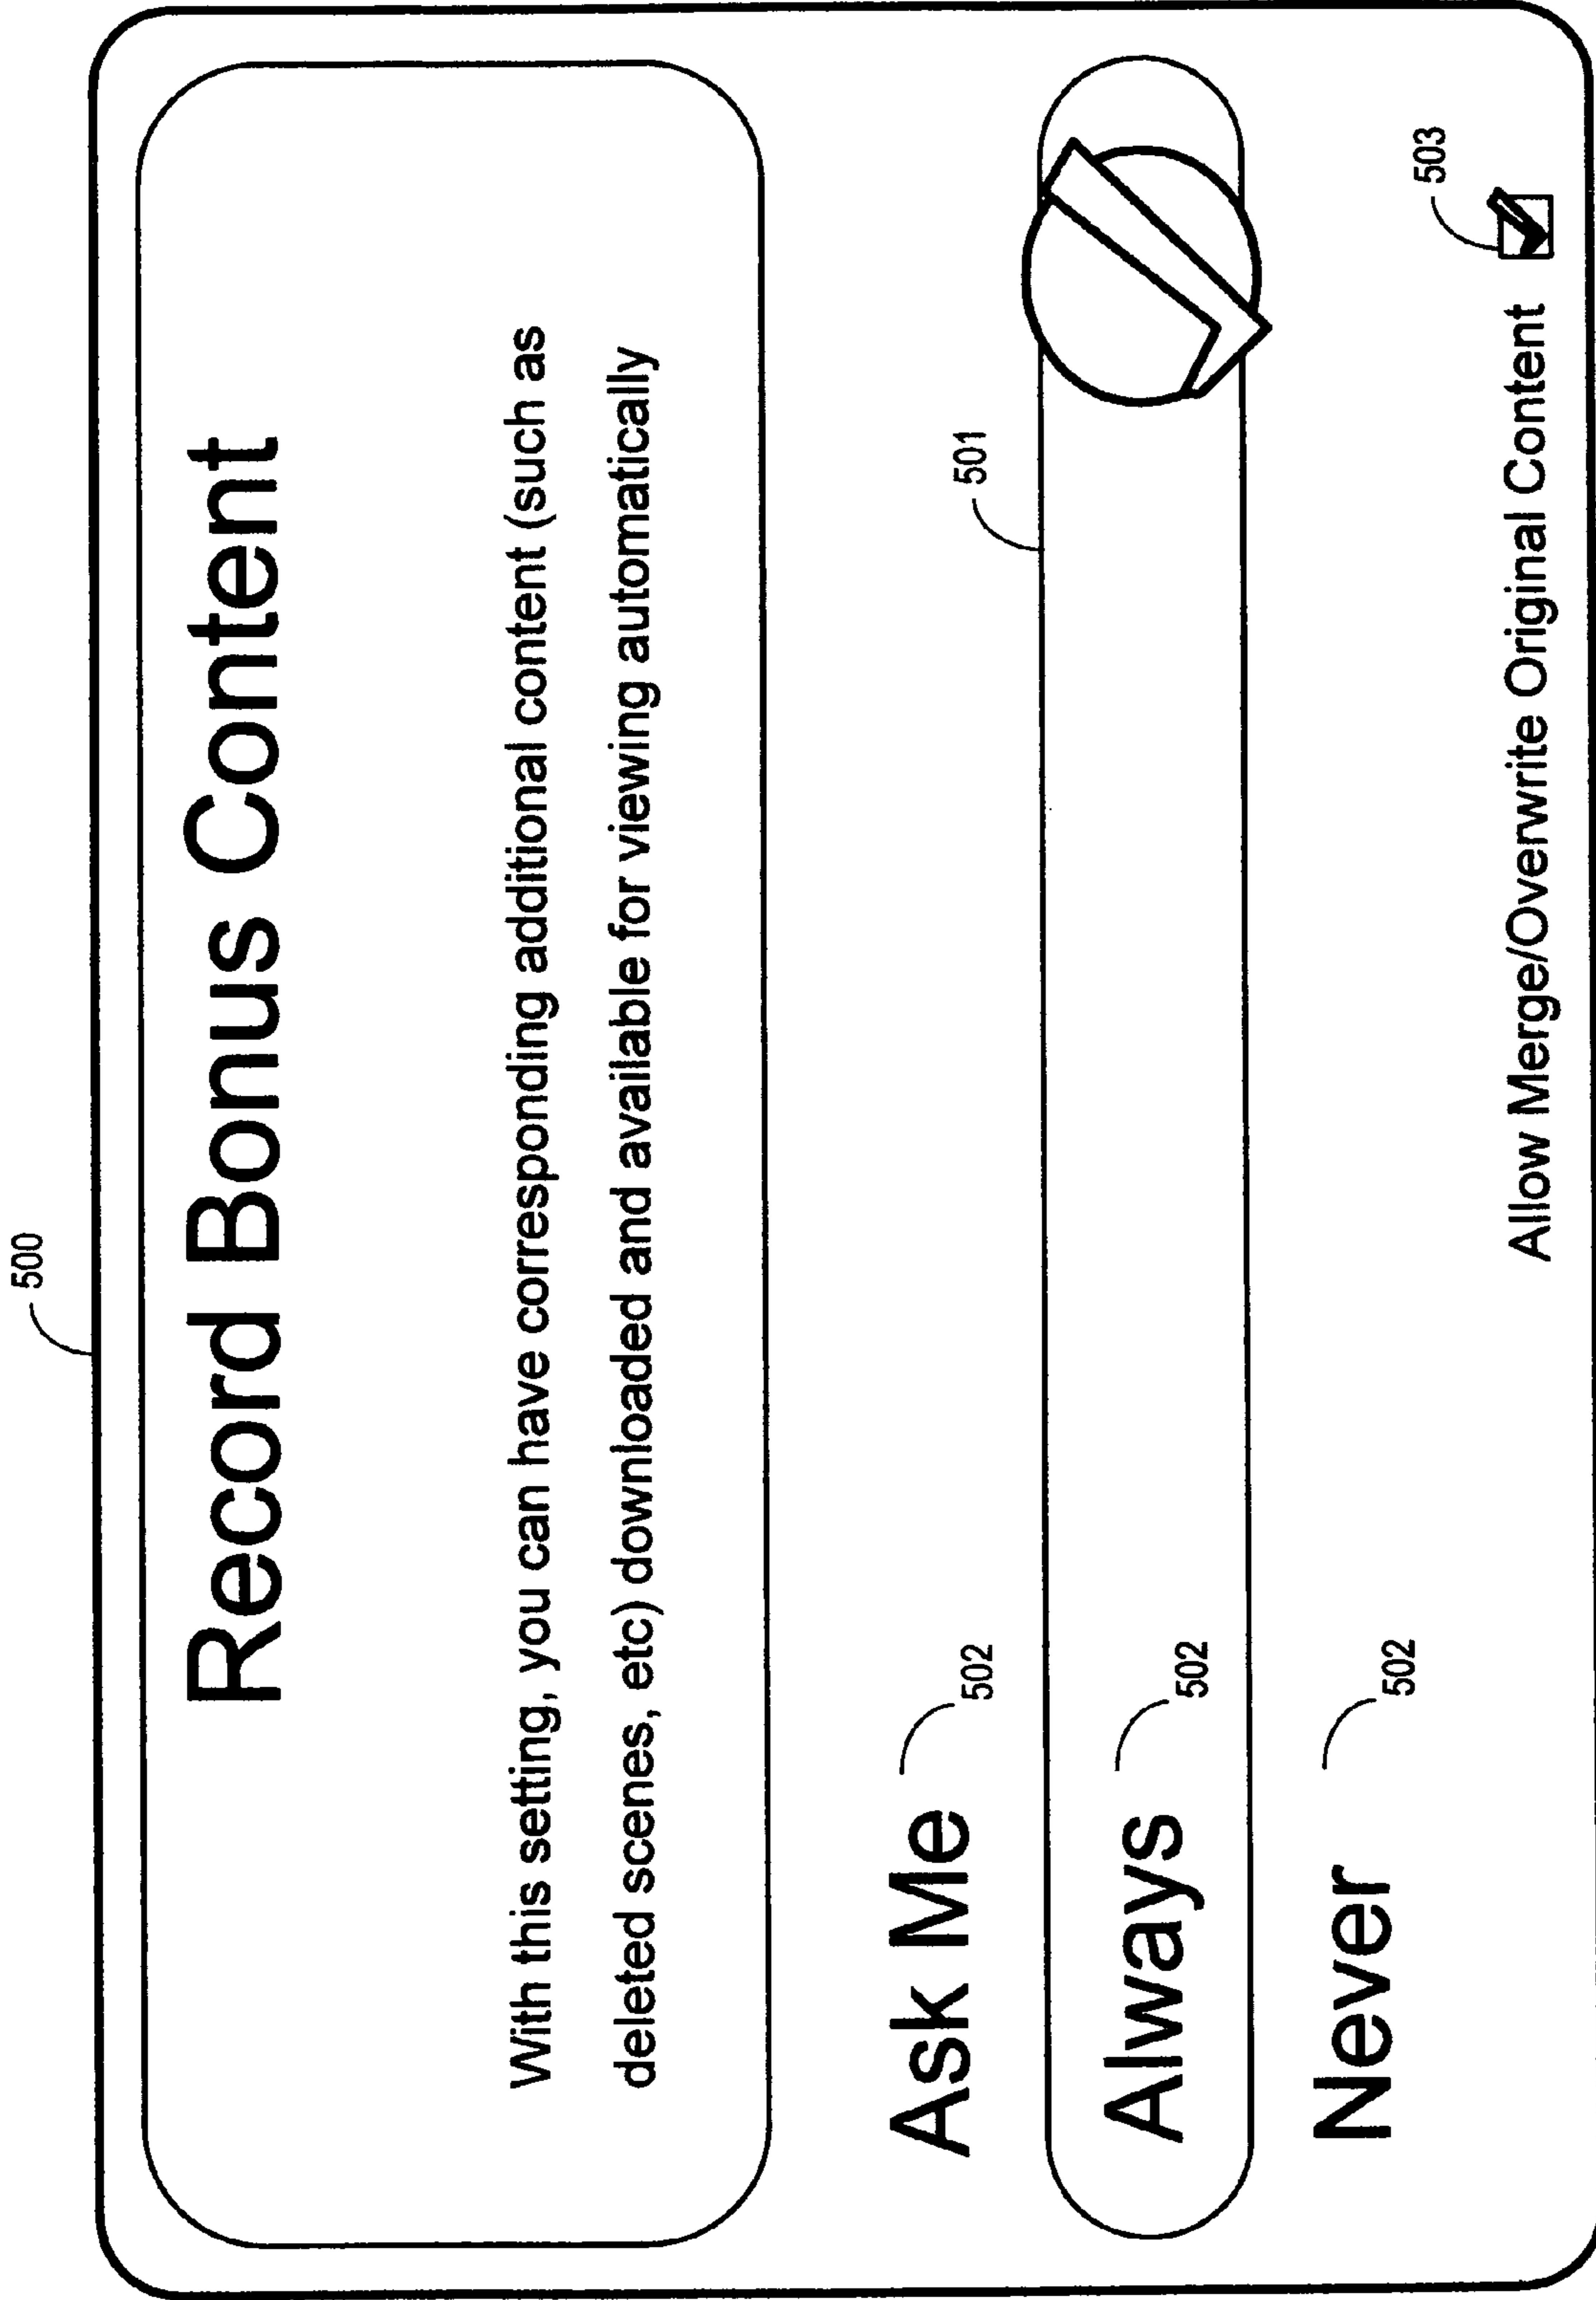 500
Record Bonus Content
With this setting, you can have corresponding additional content (such as
deleted scenes, etc) downloaded and available for viewing automatically
Ask Me
502
501
Always
502
Never
502
503
Allow Merge/Overwrite Original Content